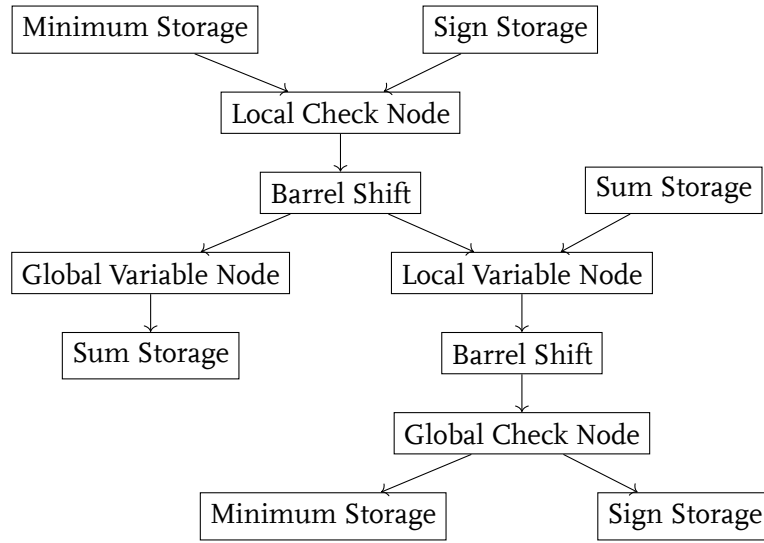 Minimum Storage
Sign Storage
Local Check Node
Barrel Shift
Sum Storage
Global Variable Node
Local Variable Node
Sum Storage
Barrel Shift
Global Check Node
Minimum Storage
Sign Storage